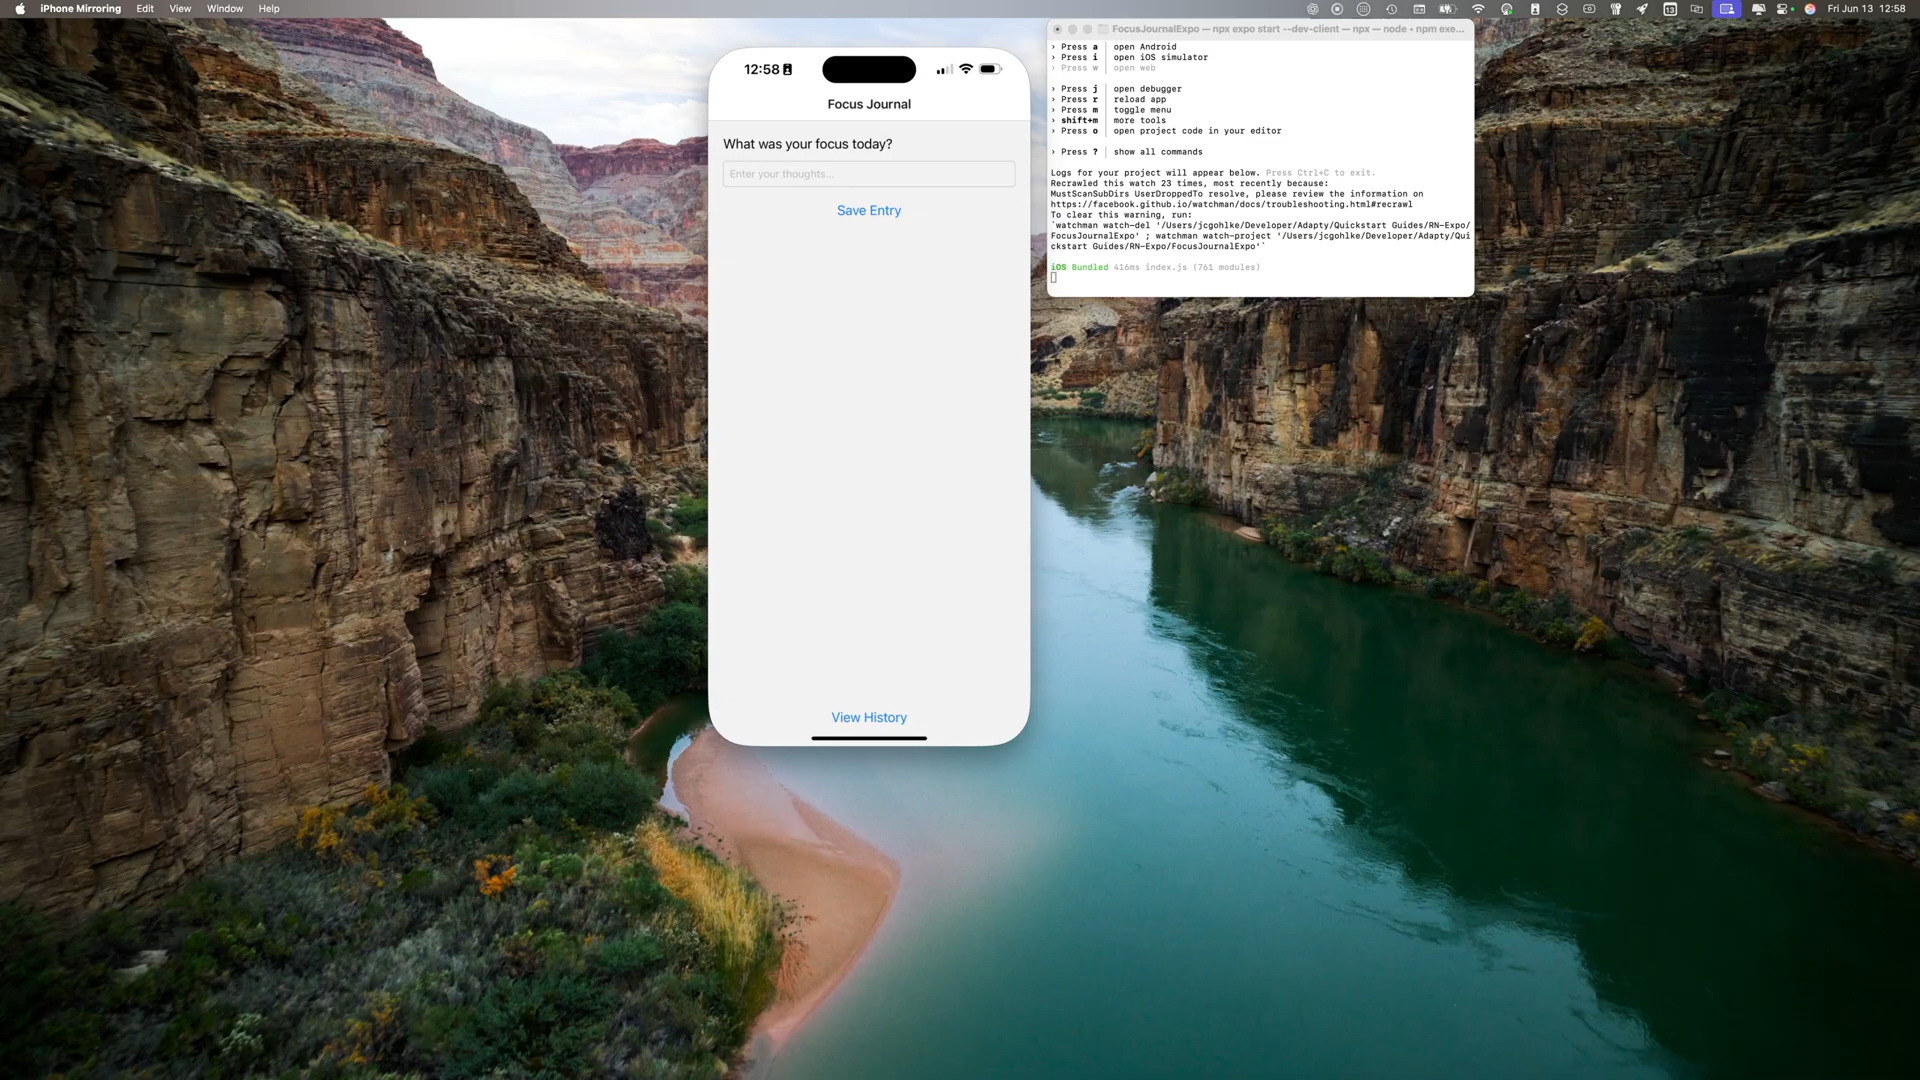 iPhone Mirroring Edit View Window Help
13
Fri Jun 13 12:58
12:58
Focus Journal
What was your focus today?
Enter your thoughts...
Save Entry
View History
FocusJournalExpo — npx expo start --dev-client — npx — node ◂ npm exe...
› Press a │ open Android
› Press i │ open iOS simulator
› Press w │ open web
› Press j │ open debugger
› Press r │ reload app
› Press m │ toggle menu
› shift+m │ more tools
› Press o │ open project code in your editor
› Press ? │ show all commands
Logs for your project will appear below. Press Ctrl+C to exit.
Recrawled this watch 23 times, most recently because:
MustScanSubDirs UserDroppedTo resolve, please review the information on
https://facebook.github.io/watchman/docs/troubleshooting.html#recrawl
To clear this warning, run:
`watchman watch-del '/Users/jcgohlke/Developer/Adapty/Quickstart Guides/RN-Expo/
FocusJournalExpo' ; watchman watch-project '/Users/jcgohlke/Developer/Adapty/Qui
ckstart Guides/RN-Expo/FocusJournalExpo'`
iOS Bundled 416ms index.js (761 modules)